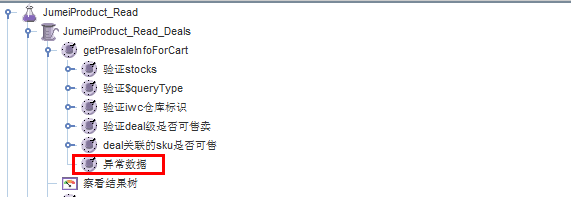 JumeiProduct_Read
JumeiProduct_Read_Deals
getPresaleInfoForCart
验证stocks
验证$queryType
验证iwc仓库标识
验证deal级是否可售卖
deal关联的sku是否可售
异常数据
察看结果树